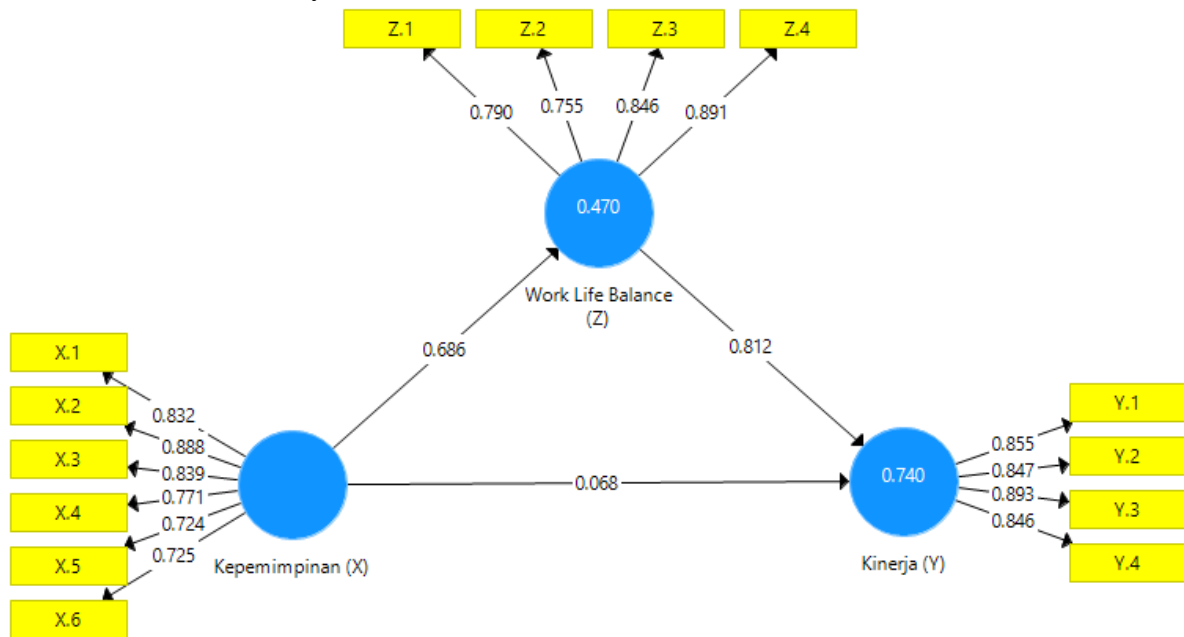 Z.1
Z.2
Z.3
Z.4
0.790
0.755
0.846
0.891
0.470
Work Life Balance
(Z)
0.686
0.812
X.1
X.2
X.3
X.4
X.5
X.6
0.832
0.888
0.839
0.771
0.724
0.725
Kepemimpinan (X)
0.068
0.740
Kinerja (Y)
0.855
0.847
0.893
0.846
Y.1
Y.2
Y.3
Y.4